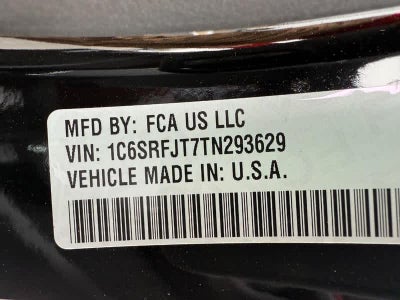 MFD BY: FCA US LLC
VIN: 1C6SRFJT7TN293629
VEHICLE MADE IN: U.S.A.